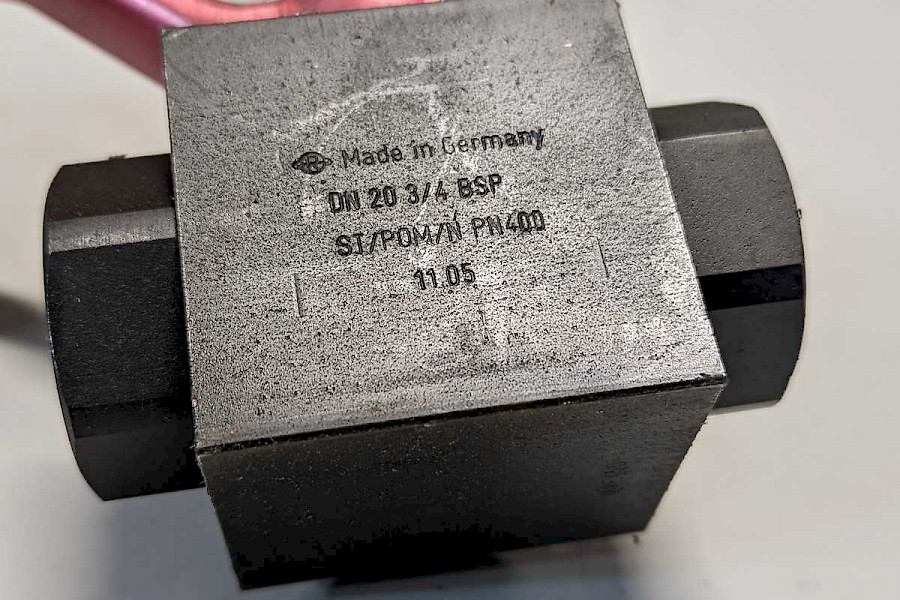 Made in Germany
DN 20 3/4 BSP
ST/POM/N PN400
11.05